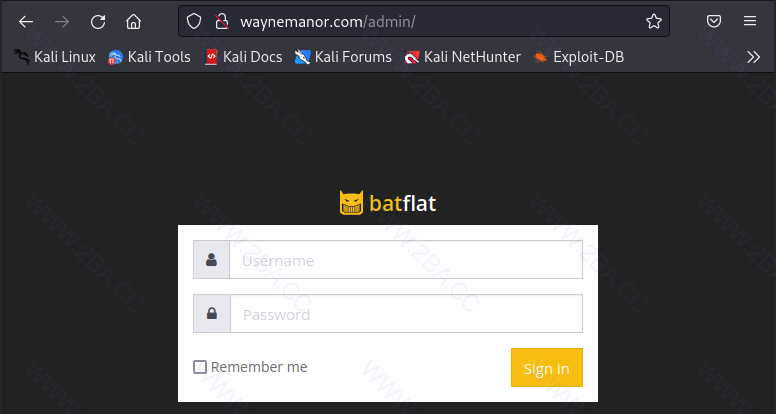 waynemanor.com/admin/
Kali Linux Kali Tools Kali Docs Kali Forums Kali NetHunter Exploit-DB
batflat
Username
Password
Remember me Sign in
WWW.2BA.CC